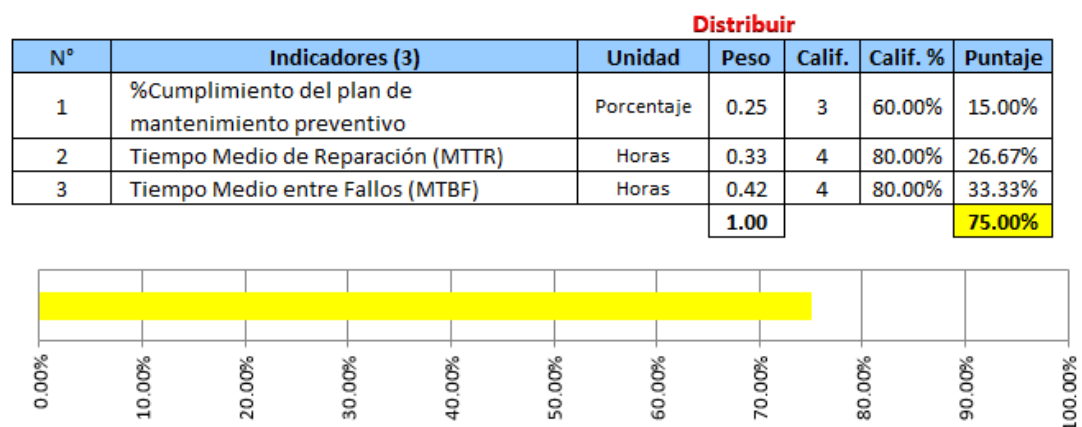 Distribuir
N° Indicadores (3) Unidad Peso Calif. Calif. % Puntaje
1 %Cumplimiento del plan de mantenimiento preventivo Porcentaje 0.25 3 60.00% 15.00%
2 Tiempo Medio de Reparación (MTTR) Horas 0.33 4 80.00% 26.67%
3 Tiempo Medio entre Fallos (MTBF) Horas 0.42 4 80.00% 33.33%
1.00 75.00%
0.00% 10.00% 20.00% 30.00% 40.00% 50.00% 60.00% 70.00% 80.00% 90.00% 100.00%